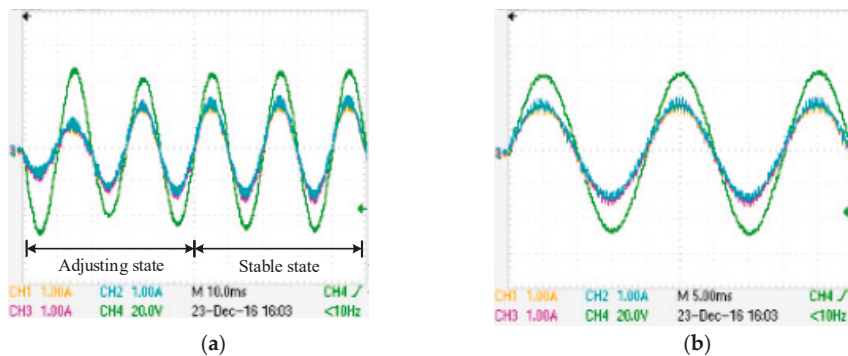 Adjusting state
Stable state
CH1 1.00A CH2 1.00A M 10.0ms CH4 ∫
CH3 1.00A CH4 20.0V 23-Dec-16 16:03 <10Hz
(a)
CH1 1.00A CH2 1.00A M 5.00ms CH4 ∫
CH3 1.00A CH4 20.0V 23-Dec-16 16:03 <10Hz
(b)